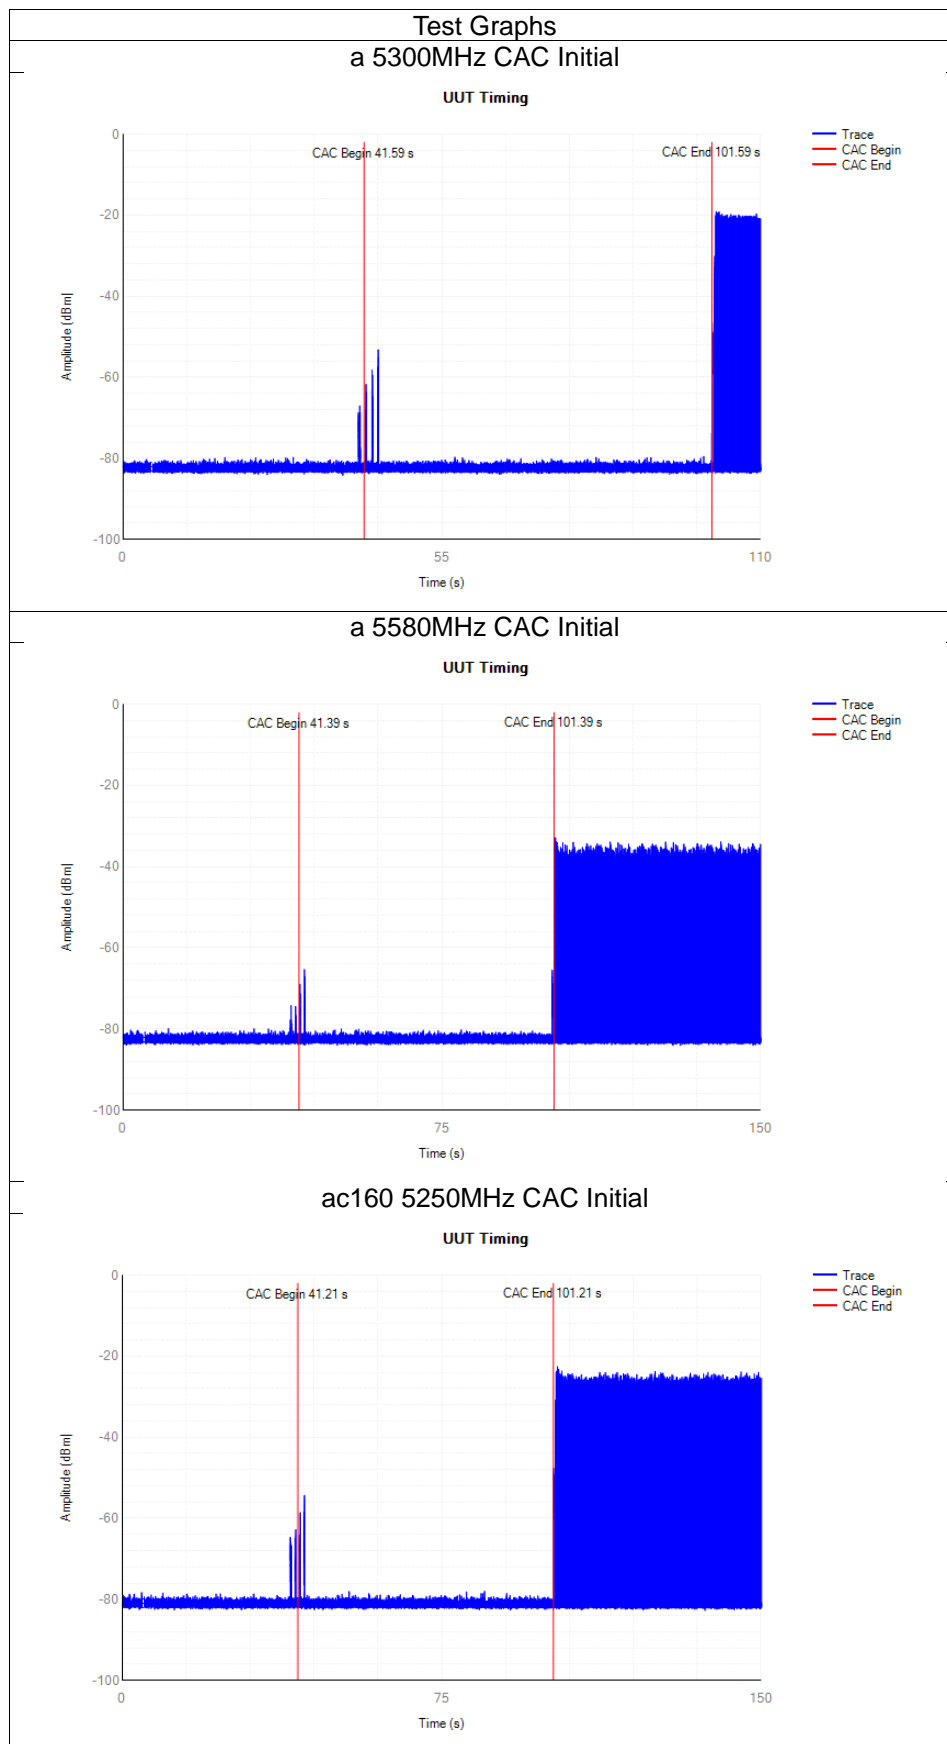 Test Graphs
a 5300MHz CAC Initial
UUT Timing
0
-20
-40
-60
-80
-100
Amplitude (dBm)
CAC Begin 41.59 s
CAC End 101.59 s
Trace
CAC Begin
CAC End
0
55
110
Time (s)
a 5580MHz CAC Initial
UUT Timing
0
-20
-40
-60
-80
-100
Amplitude (dBm)
CAC Begin 41.39 s
CAC End 101.39 s
Trace
CAC Begin
CAC End
0
75
150
Time (s)
ac160 5250MHz CAC Initial
UUT Timing
0
-20
-40
-60
-80
-100
Amplitude (dBm)
CAC Begin 41.21 s
CAC End 101.21 s
Trace
CAC Begin
CAC End
0
75
150
Time (s)